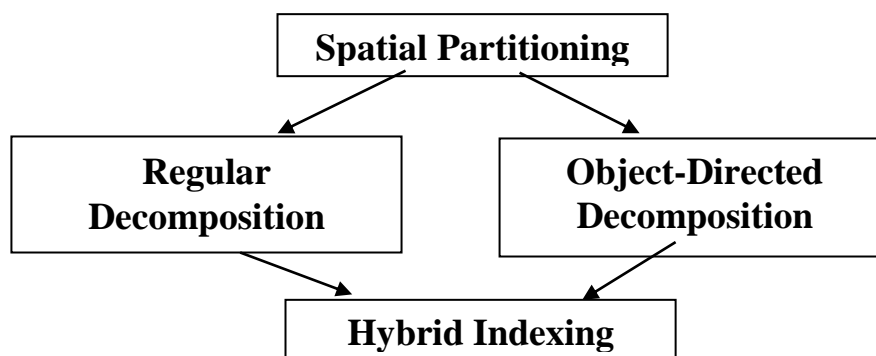 Spatial Partitioning
Regular
Decomposition
Object-Directed
Decomposition
Hybrid Indexing